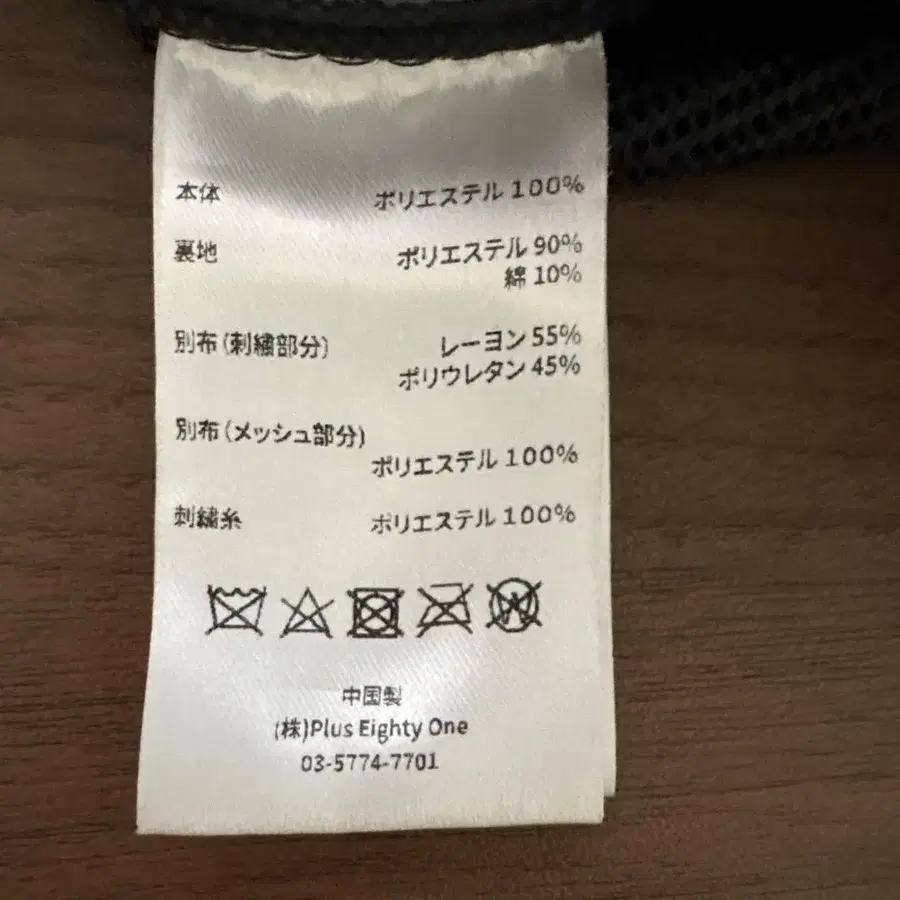 本体 ポリエステル 100%
裏地 ポリエステル 90%
綿 10%
別布(刺繍部分) レーヨン 55%
ポリウレタン 45%
別布(メッシュ部分)
ポリエステル 100%
刺繍糸 ポリエステル 100%
W
中国製
(株)Plus Eighty One
03-5774-7701